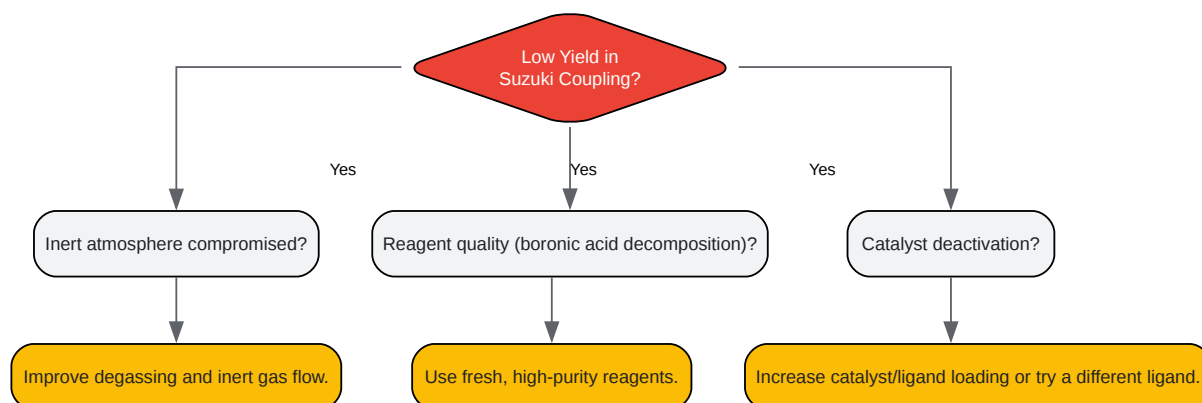 Low Yield in
Suzuki Coupling?
Yes
Yes
Yes
Inert atmosphere compromised?
Reagent quality (boronic acid decomposition)?
Catalyst deactivation?
Improve degassing and inert gas flow.
Use fresh, high-purity reagents.
Increase catalyst/ligand loading or try a different ligand.